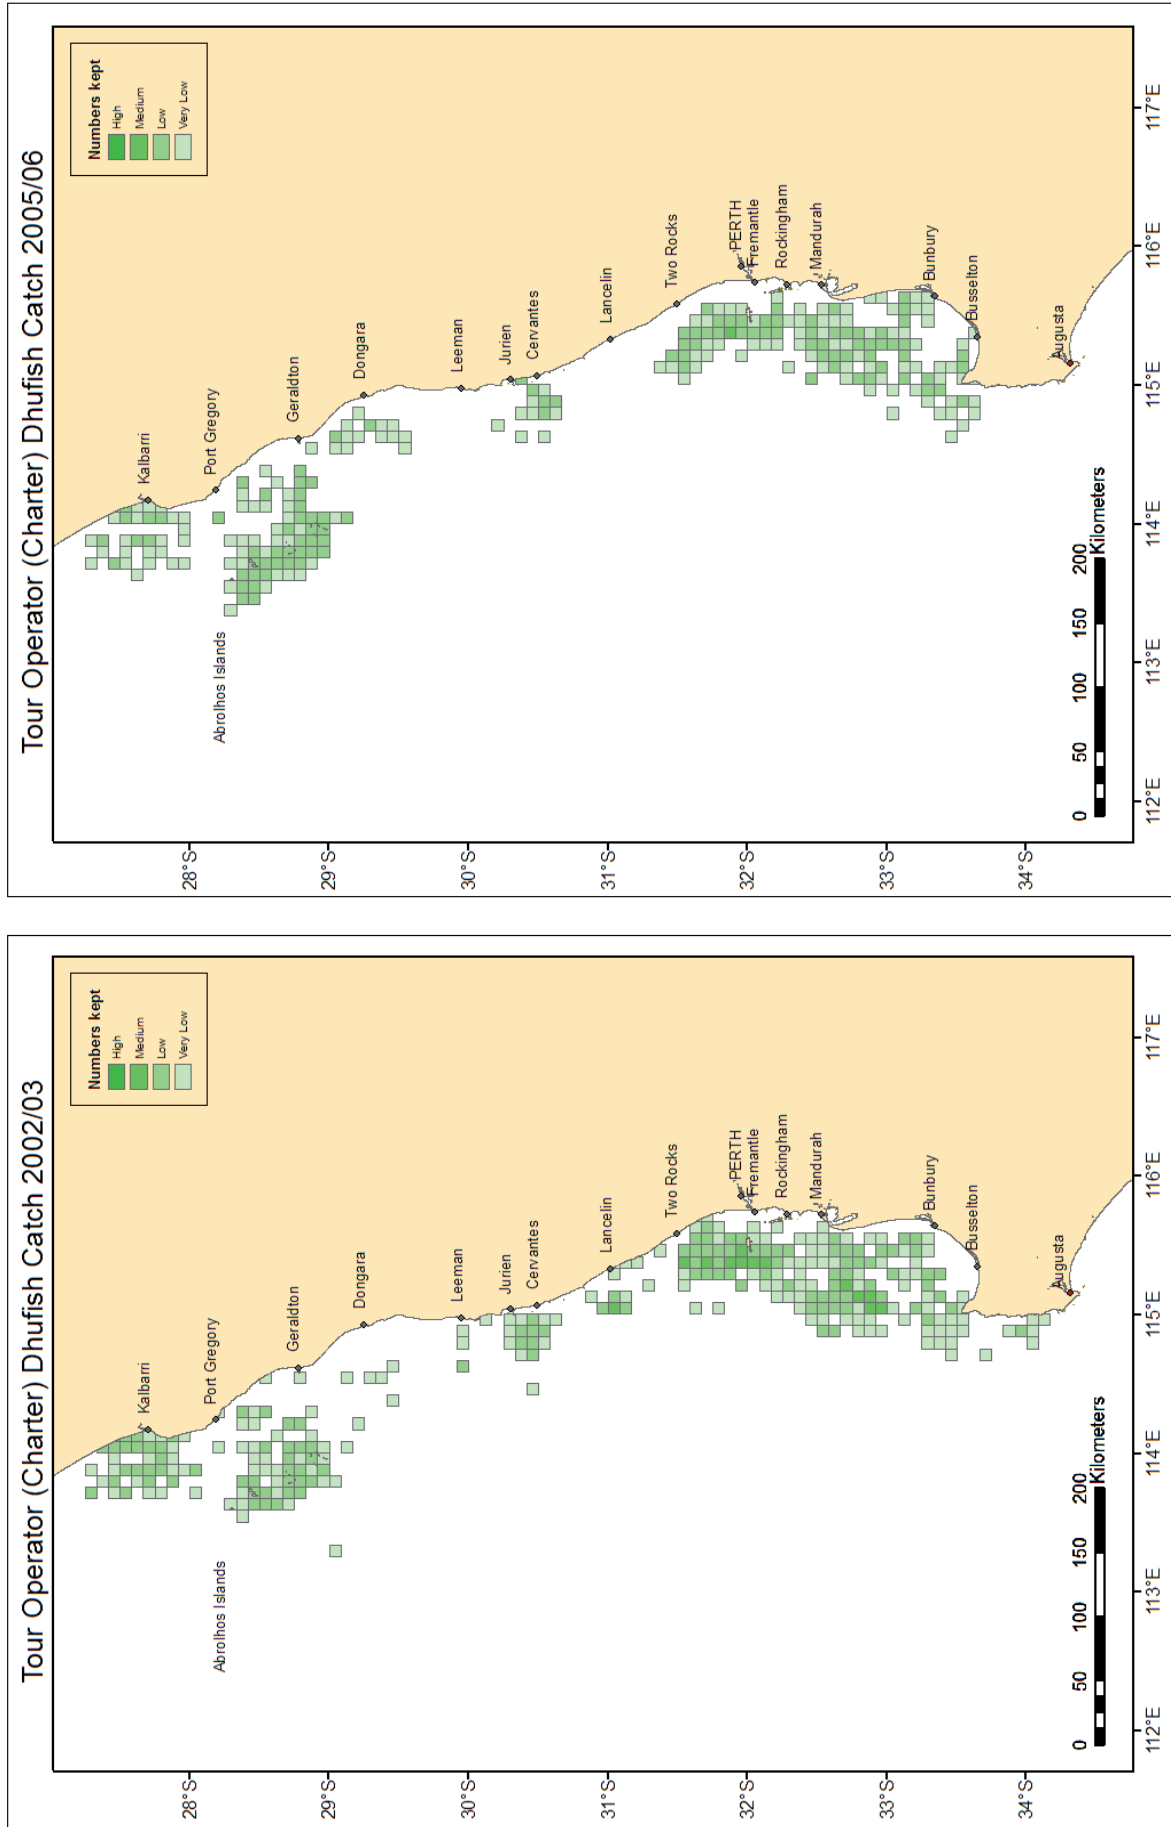 Tour Operator (Charter) Dhufish Catch 2002/03
Numbers kept
High
Medium
Low
Very Low
Kalbarri
Port Gregory
Geraldton
Abrolhos Islands
Dongara
Leeman
Jurien
Cervantes
Lancelin
Two Rocks
PERTH
Fremantle
Rockingham
Mandurah
Bunbury
Busselton
Augusta
28°S
29°S
30°S
31°S
32°S
33°S
34°S
0 50 100 150 200
Kilometers
112°E 113°E 114°E 115°E 116°E 117°E
Tour Operator (Charter) Dhufish Catch 2005/06
Numbers kept
High
Medium
Low
Very Low
Kalbarri
Port Gregory
Geraldton
Abrolhos Islands
Dongara
Leeman
Jurien
Cervantes
Lancelin
Two Rocks
PERTH
Fremantle
Rockingham
Mandurah
Bunbury
Busselton
Augusta
28°S
29°S
30°S
31°S
32°S
33°S
34°S
0 50 100 150 200
Kilometers
112°E 113°E 114°E 115°E 116°E 117°E